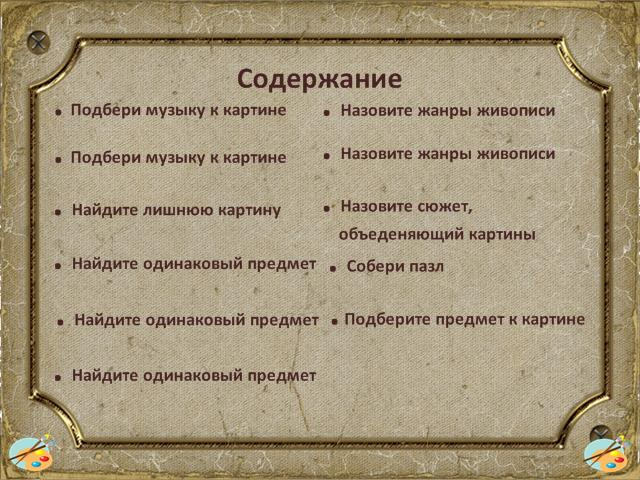 Содержание
Подбери музыку к картине
Подбери музыку к картине
Найдите лишнюю картину
Найдите одинаковый предмет
Найдите одинаковый предмет
Найдите одинаковый предмет
Назовите жанры живописи
Назовите жанры живописи
Назовите сюжет,
объеденяющий картины
Собери пазл
Подберите предмет к картине